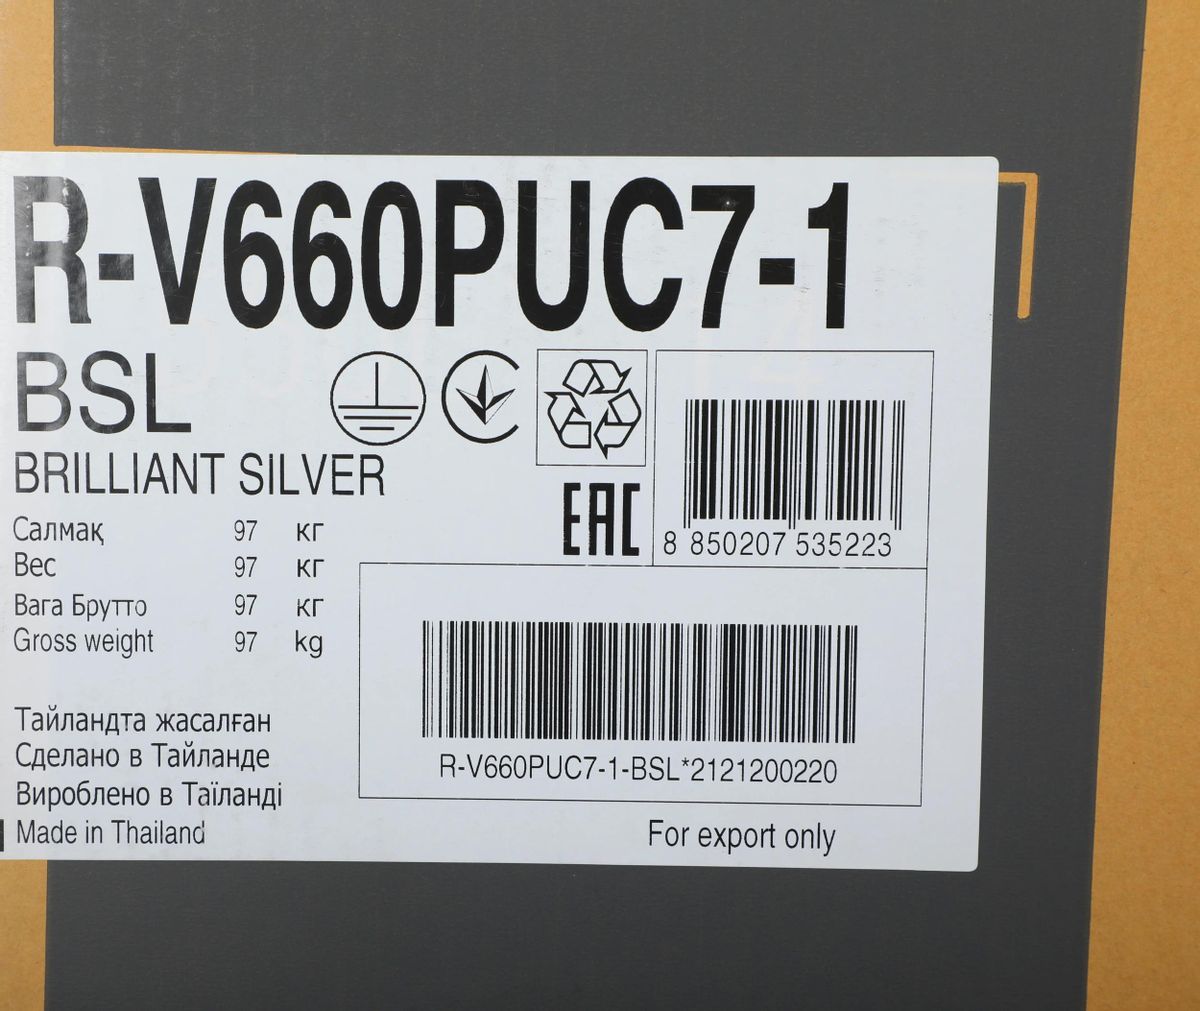 R-V660PUC7-1
BSL
BRILLIANT SILVER
Салмақ 97 кг
Вес 97 кг
Вага Брутто 97 кг
Gross weight 97 kg
EAC
8 850207 535223
R-V660PUC7-1-BSL*2121200220
Тайландта жасалған
Сделано в Тайланде
Вироблено в Таїланді
Made in Thailand
For export only